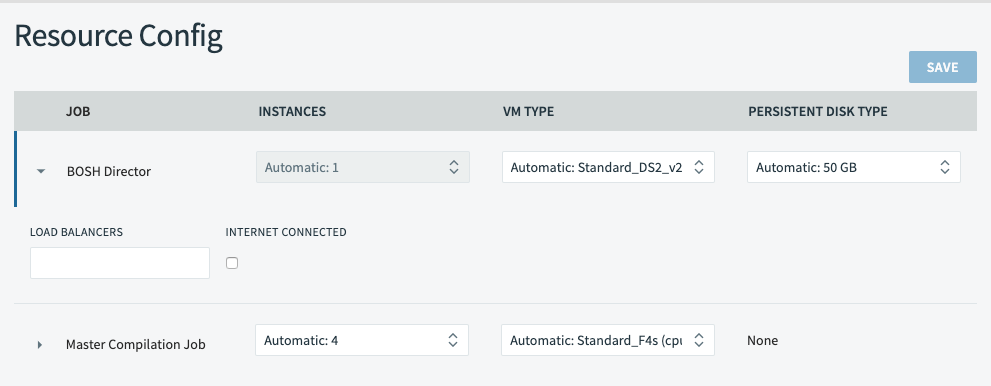 Resource Config
SAVE
JOB INSTANCES VM TYPE PERSISTENT DISK TYPE
BOSH Director Automatic: 1 Automatic: Standard_DS2_v2 Automatic: 50 GB
LOAD BALANCERS INTERNET CONNECTED
Master Compilation Job Automatic: 4 Automatic: Standard_F4s (cpu None